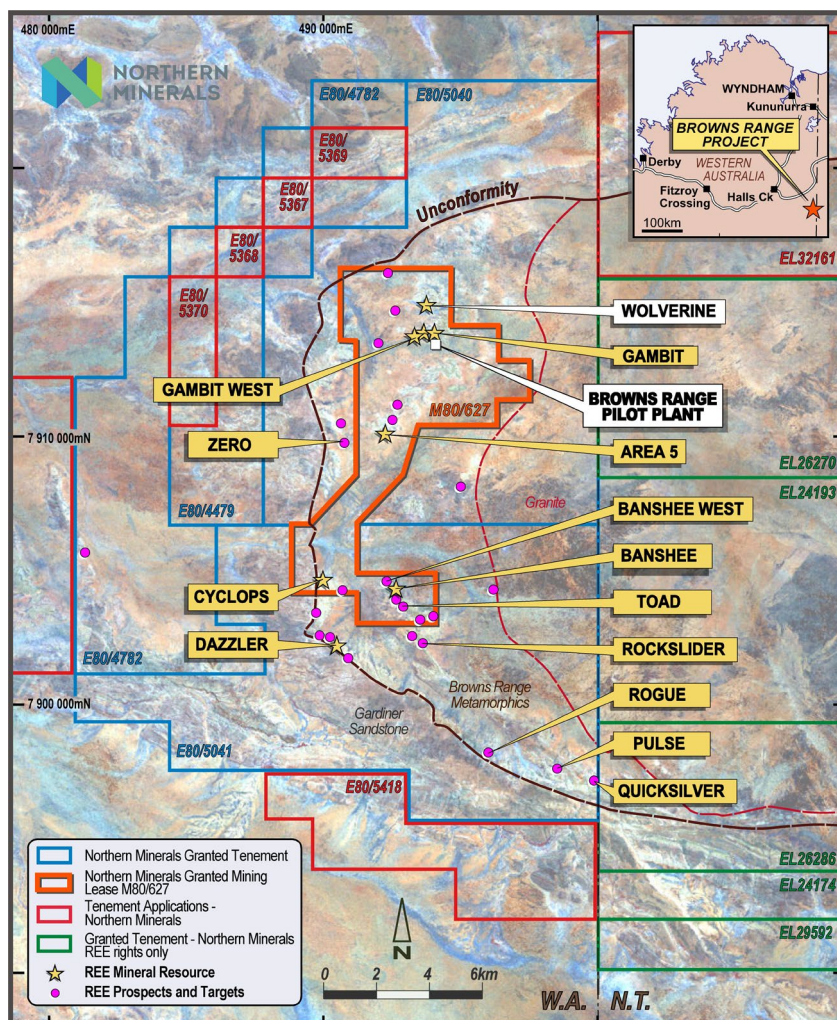 480 000mE
490 000mE
NORTHERN
MINERALS
E80/4782
E80/5040
E80/
5369
E80/
5367
E80/
5368
E80/
5370
Unconformity
WYNDHAM
Kununurra
BROWNS RANGE
PROJECT
Derby
WESTERN
AUSTRALIA
Fitzroy
Crossing
Halls Ck
100km
EL32161
WOLVERINE
GAMBIT
GAMBIT WEST
BROWNS RANGE
PILOT PLANT
M80/627
7 910 000mN
ZERO
AREA 5
EL26270
EL24193
E80/4479
Granite
BANSHEE WEST
BANSHEE
CYCLOPS
TOAD
DAZZLER
ROCKSLIDER
E80/4782
7 900 000mN
Browns Range
Metamorphics
Gardiner
Sandstone
ROGUE
PULSE
QUICKSILVER
E80/5041
E80/5418
EL26286
EL24174
EL29592
Northern Minerals Granted Tenement
Northern Minerals Granted Mining
Lease M80/627
Tenement Applications -
Northern Minerals
Granted Tenement - Northern Minerals
REE rights only
REE Mineral Resource
REE Prospects and Targets
N
0 2 4 6km
W.A. N.T.